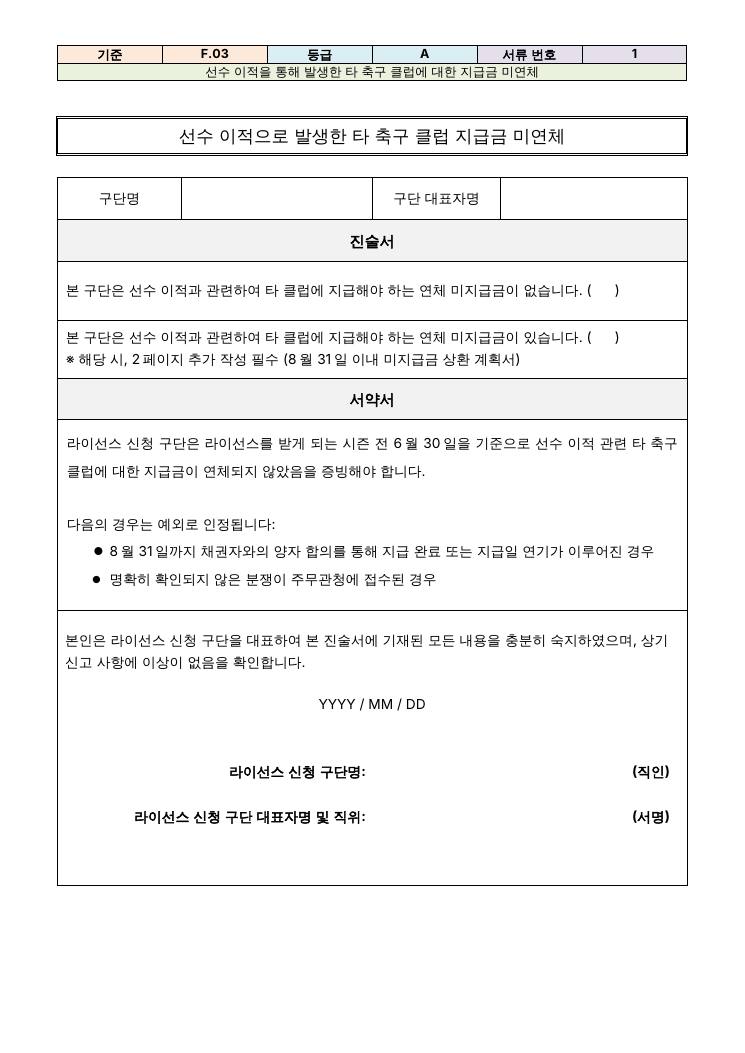 기준 F.03 등급 A 서류 번호 1
선수 이적을 통해 발생한 타 축구 클럽에 대한 지급금 미연체
선수 이적으로 발생한 타 축구 클럽 지급금 미연체
구단명 구단 대표자명
진술서
본 구단은 선수 이적과 관련하여 타 클럽에 지급해야 하는 연체 미지급금이 없습니다. ( )
본 구단은 선수 이적과 관련하여 타 클럽에 지급해야 하는 연체 미지급금이 있습니다. ( )
※ 해당 시, 2 페이지 추가 작성 필수 (8 월 31 일 이내 미지급금 상환 계획서)
서약서
라이선스 신청 구단은 라이선스를 받게 되는 시즌 전 6 월 30 일을 기준으로 선수 이적 관련 타 축구
클럽에 대한 지급금이 연체되지 않았음을 증빙해야 합니다.
다음의 경우는 예외로 인정됩니다:
● 8 월 31 일까지 채권자와의 양자 합의를 통해 지급 완료 또는 지급일 연기가 이루어진 경우
● 명확히 확인되지 않은 분쟁이 주무관청에 접수된 경우
본인은 라이선스 신청 구단을 대표하여 본 진술서에 기재된 모든 내용을 충분히 숙지하였으며, 상기
신고 사항에 이상이 없음을 확인합니다.
YYYY / MM / DD
라이선스 신청 구단명: (직인)
라이선스 신청 구단 대표자명 및 직위: (서명)